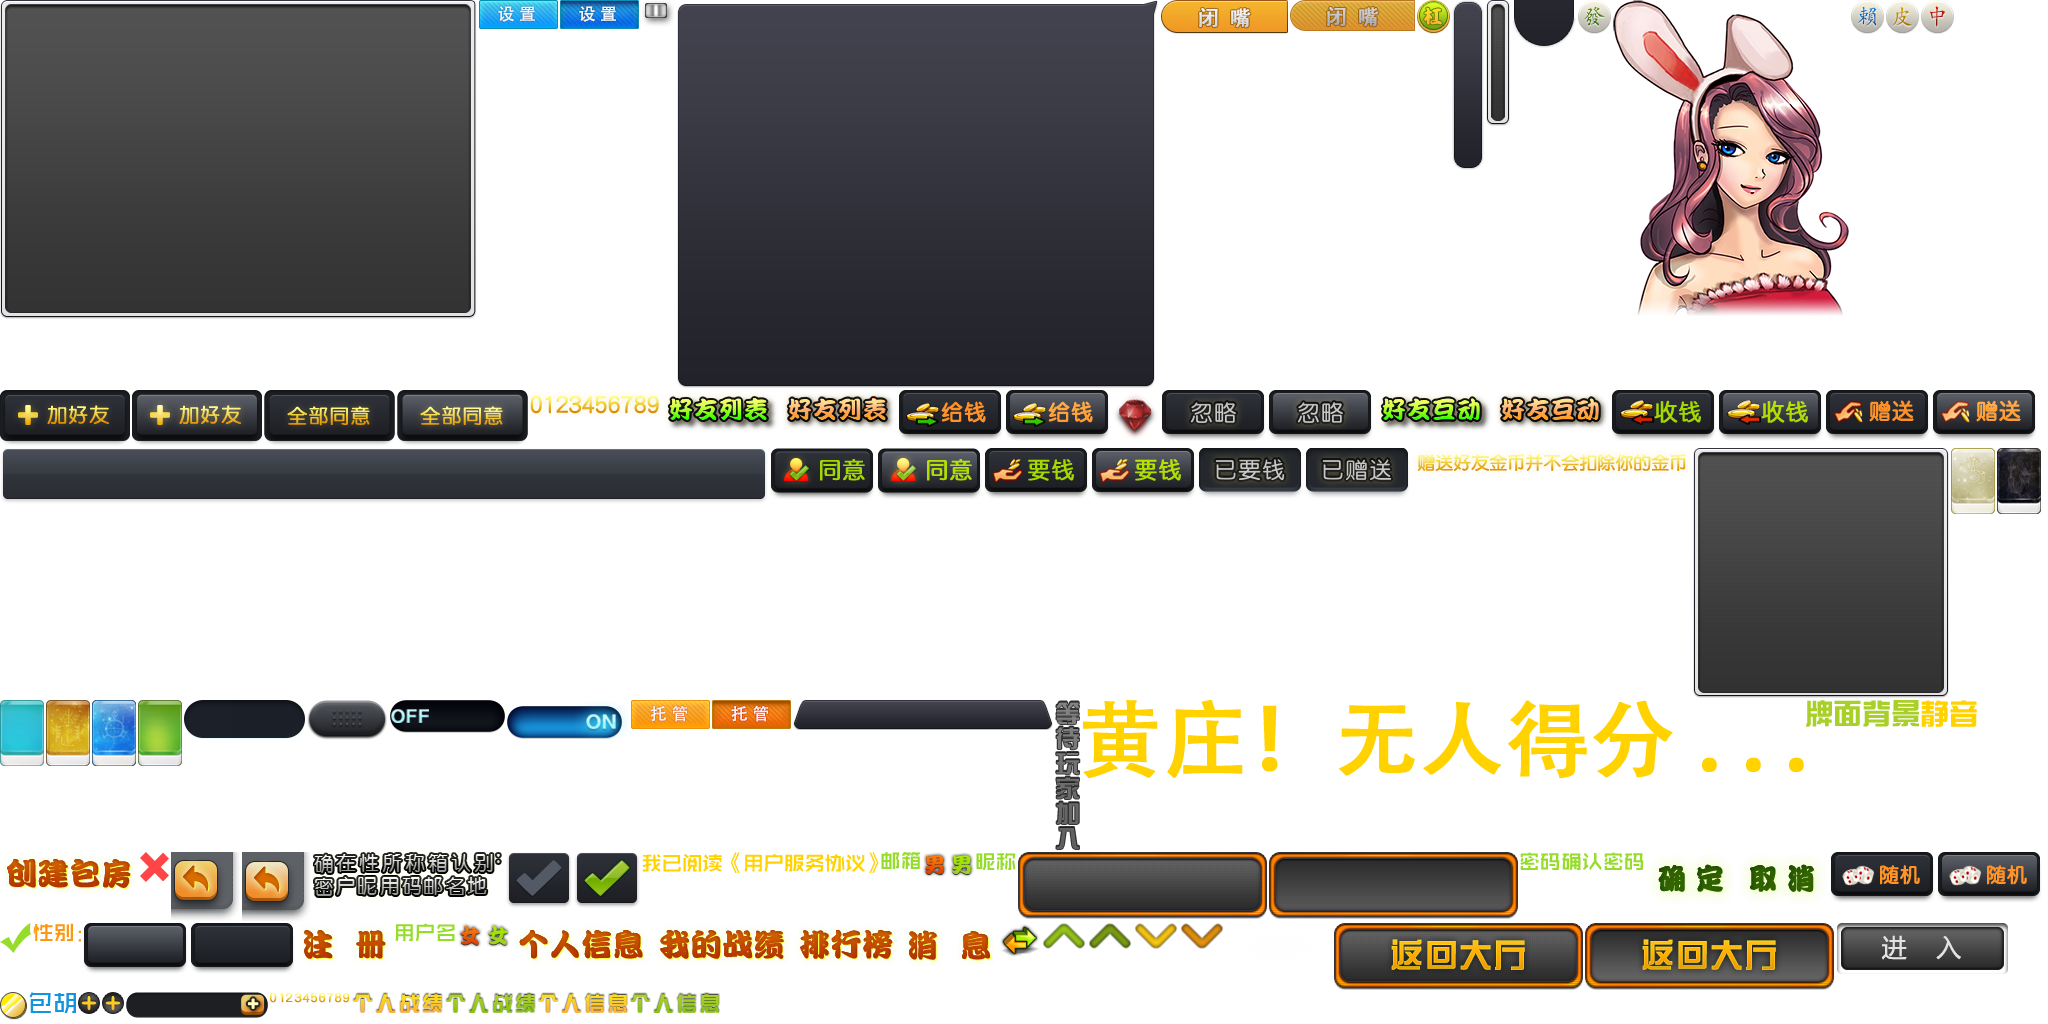 设置
设置
闭嘴
闭嘴
杠
發
賴
皮
中
加好友
加好友
全部同意
全部同意
0123456789
好友列表
好友列表
给钱
给钱
忽略
忽略
好友互动
好友互动
收钱
收钱
赠送
赠送
同意
同意
要钱
要钱
已要钱
已赠送
赠送好友金币并不会扣除你的金币
OFF
ON
托管
托管
等待玩家加入
黄庄！无人得分...
牌面背景
静音
创建包房
确在性所称箱认别:
密户昵用码邮名地
我已阅读《用户服务协议》
邮箱
男
男
昵称
密码
确认密码
确定
取消
随机
随机
性别:
注册
用户名
女
女
个人信息
我的战绩
排行榜
消息
返回大厅
返回大厅
进入
包胡
0123456789
个人战绩
个人战绩
个人信息
个人信息